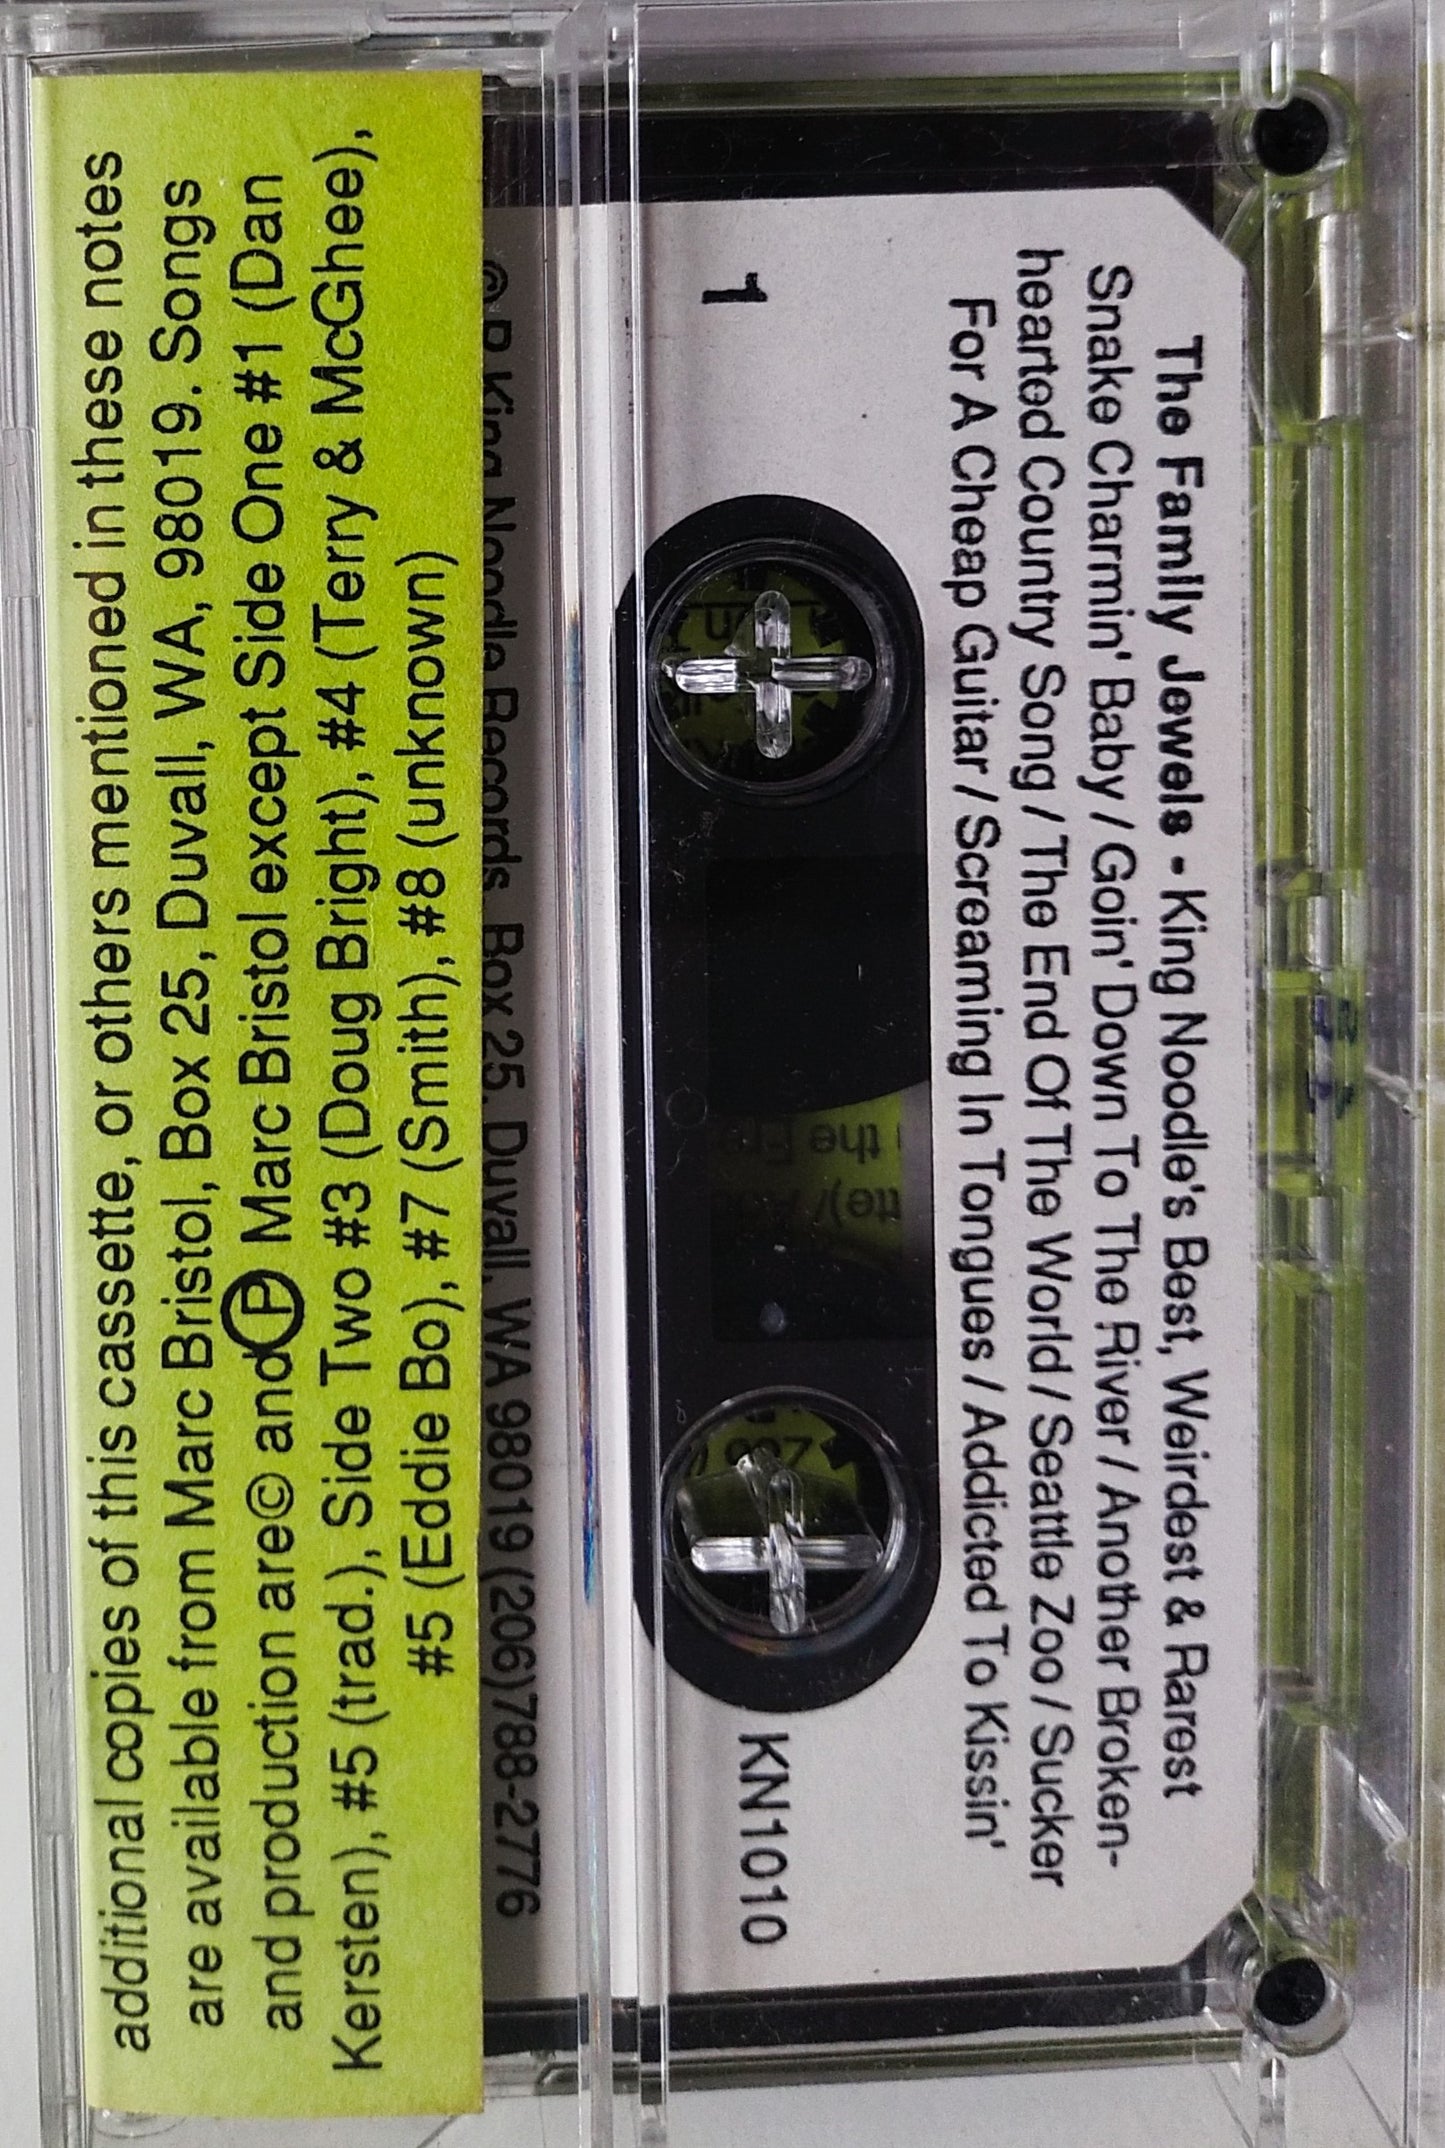 The Family Jewels - King Noodle's Best, Weirdest & Rarest
Snake Charmin' Baby / Goin' Down To The River / Another Broken-
hearted Country Song / The End Of The World / Seattle Zoo / Sucker
For A Cheap Guitar / Screaming In Tongues / Addicted To Kissin'
1
KN1010
King Noodle Records, Box 25, Duvall, WA 98019 (206)788-2776
additional copies of this cassette, or others mentioned in these notes
are available from Marc Bristol, Box 25, Duvall, WA, 98019. Songs
and production are© and Ⓟ Marc Bristol except Side One #1 (Dan
Kersten), #5 (trad.), Side Two #3 (Doug Bright), #4 (Terry & McGhee),
#5 (Eddie Bo), #7 (Smith), #8 (unknown)